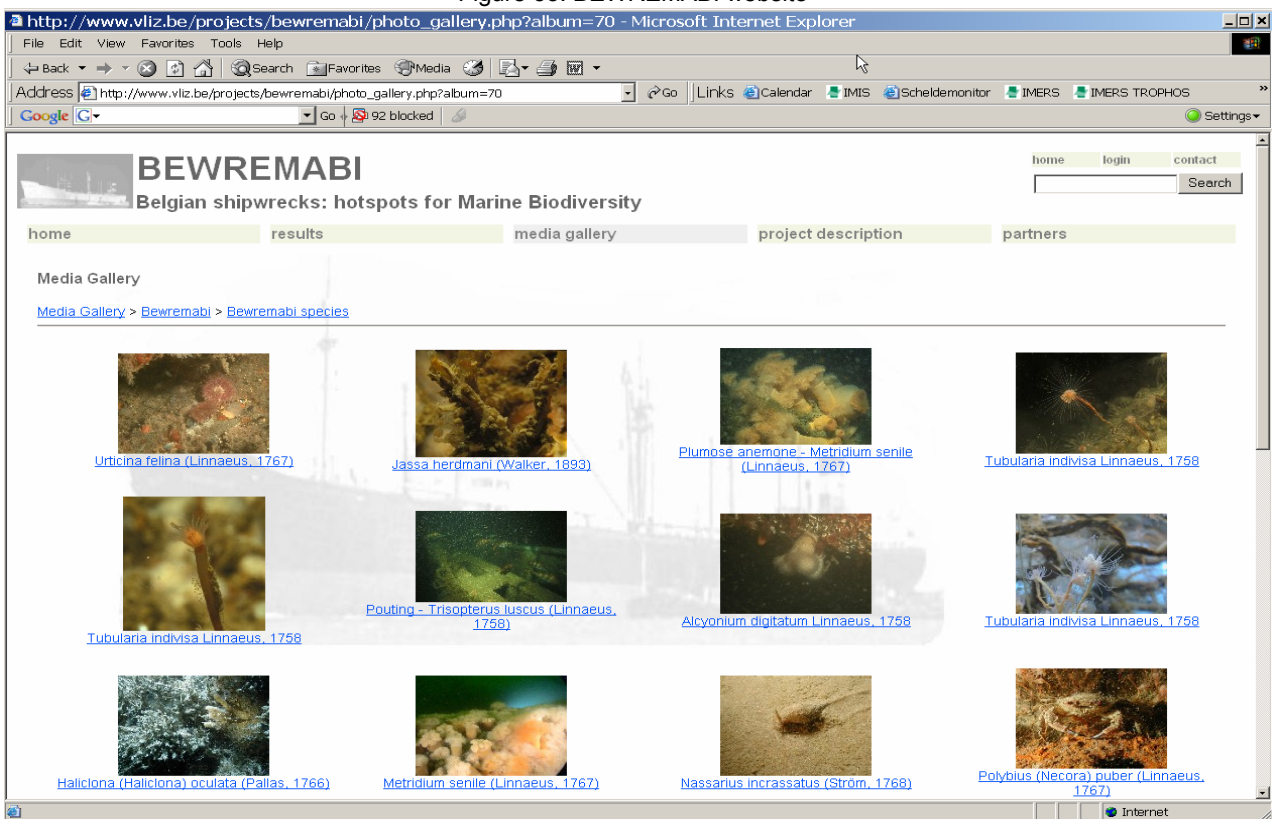 http://www.vliz.be/projects/bewremabi/photo_gallery.php?album=70 - Microsoft Internet Explorer
File Edit View Favorites Tools Help
Back Search Favorites Media
Address http://www.vliz.be/projects/bewremabi/photo_gallery.php?album=70 Go Links Calendar IMIS Scheldemonitor IMERS IMERS TROPHOS »
Google G Go 92 blocked Settings
BEWREMABI
Belgian shipwrecks: hotspots for Marine Biodiversity
home login contact
Search
home results media gallery project description partners
Media Gallery
Media Gallery > Bewremabi > Bewremabi species
Urticina felina (Linnaeus, 1767)
Jassa herdmani (Walker, 1893)
Plumose anemone - Metridium senile
(Linnaeus, 1767)
Tubularia indivisa Linnaeus, 1758
Tubularia indivisa Linnaeus, 1758
Pouting - Trisopterus luscus (Linnaeus,
1758)
Alcyonium digitatum Linnaeus, 1758
Tubularia indivisa Linnaeus, 1758
Haliclona (Haliclona) oculata (Pallas, 1766)
Metridium senile (Linnaeus, 1767)
Nassarius incrassatus (Ström, 1768)
Polybius (Necora) puber (Linnaeus,
1767)
Internet